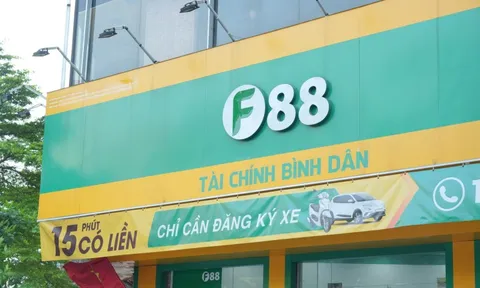 F88
TÀI CHÍNH BÌNH DÂN
15 PHÚT CÓ LIỀN
CHỈ CẦN ĐĂNG KÝ XE
F88